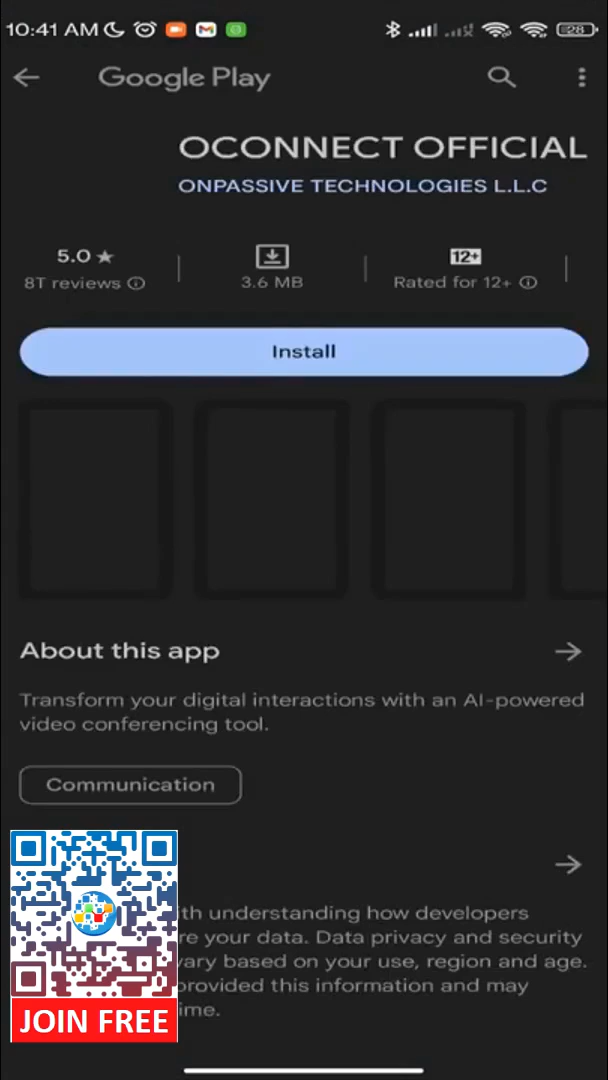 10:41 AM
28
Google Play
OCONNECT OFFICIAL
ONPASSIVE TECHNOLOGIES L.L.C
5.0★
8T reviews
3.6 MB
12+
Rated for 12+
Install
About this app
Transform your digital interactions with an AI-powered
video conferencing tool.
Communication
th understanding how developers
re your data. Data privacy and security
vary based on your use, region and age.
provided this information and may
ime.
JOIN FREE